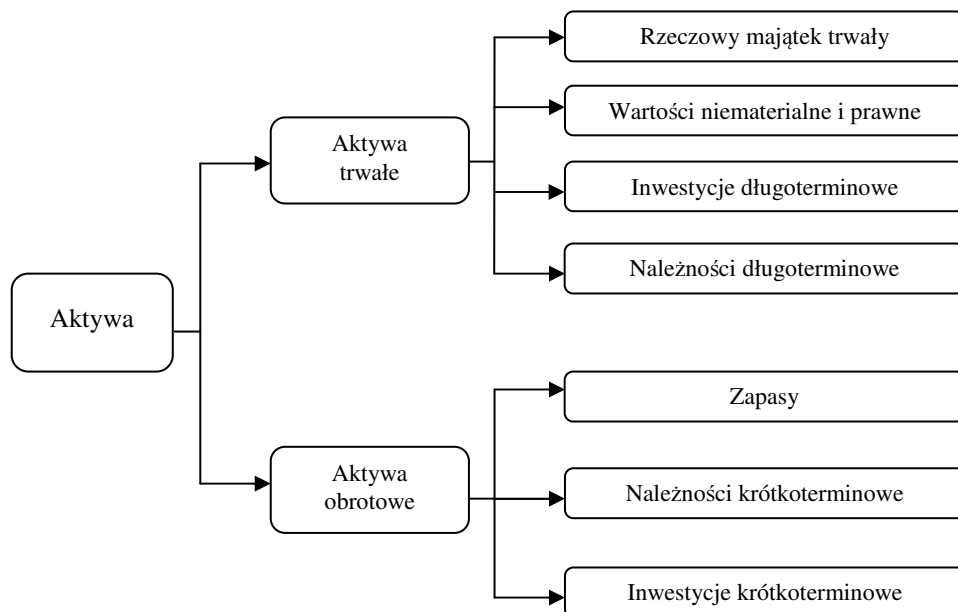 Rzeczowy majątek trwały
Wartości niematerialne i prawne
Aktywa
trwałe
Inwestycje długoterminowe
Należności długoterminowe
Aktywa
Zapasy
Aktywa
obrotowe
Należności krótkoterminowe
Inwestycje krótkoterminowe